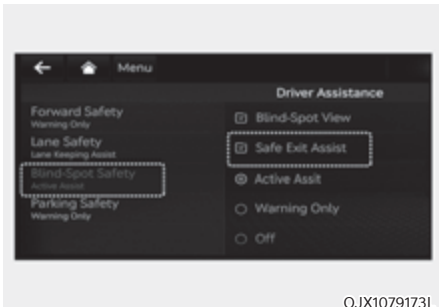 Menu
Driver Assistance
Forward Safety
Warning Only
Lane Safety
Lane Keeping Assist
Blind-Spot Safety
Active Assist
Parking Safety
Warning Only
Blind-Spot View
Safe Exit Assist
Active Assit
Warning Only
Off
OJX1079173L